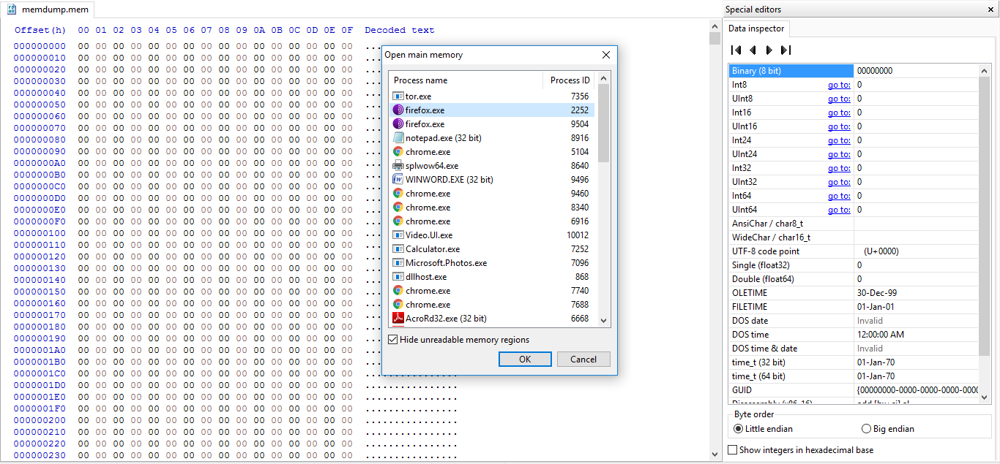 memdump.mem
Offset(h) 00 01 02 03 04 05 06 07 08 09 0A 0B 0C 0D 0E 0F Decoded text
000000000 00 00 00 00 00 00 00 00 00 00 00 00 00 00 00 00 ...
000000010 00 00 00 00 00 00 00 00 00 00 00 00 00 00 00 00 ...
000000020 00 00 00 00 00 00 00 00 00 00 00 00 00 00 00 00 ...
000000030 00 00 00 00 00 00 00 00 00 00 00 00 00 00 00 00 ...
000000040 00 00 00 00 00 00 00 00 00 00 00 00 00 00 00 00 ...
000000050 00 00 00 00 00 00 00 00 00 00 00 00 00 00 00 00 ...
000000060 00 00 00 00 00 00 00 00 00 00 00 00 00 00 00 00 ...
000000070 00 00 00 00 00 00 00 00 00 00 00 00 00 00 00 00 ...
000000080 00 00 00 00 00 00 00 00 00 00 00 00 00 00 00 00 ...
000000090 00 00 00 00 00 00 00 00 00 00 00 00 00 00 00 00 ...
0000000A0 00 00 00 00 00 00 00 00 00 00 00 00 00 00 00 00 ...
0000000B0 00 00 00 00 00 00 00 00 00 00 00 00 00 00 00 00 ...
0000000C0 00 00 00 00 00 00 00 00 00 00 00 00 00 00 00 00 ...
0000000D0 00 00 00 00 00 00 00 00 00 00 00 00 00 00 00 00 ...
0000000E0 00 00 00 00 00 00 00 00 00 00 00 00 00 00 00 00 ...
0000000F0 00 00 00 00 00 00 00 00 00 00 00 00 00 00 00 00 ...
000000100 00 00 00 00 00 00 00 00 00 00 00 00 00 00 00 00 ...
000000110 00 00 00 00 00 00 00 00 00 00 00 00 00 00 00 00 ...
000000120 00 00 00 00 00 00 00 00 00 00 00 00 00 00 00 00 ...
000000130 00 00 00 00 00 00 00 00 00 00 00 00 00 00 00 00 ...
000000140 00 00 00 00 00 00 00 00 00 00 00 00 00 00 00 00 ...
000000150 00 00 00 00 00 00 00 00 00 00 00 00 00 00 00 00 ...
000000160 00 00 00 00 00 00 00 00 00 00 00 00 00 00 00 00 ...
000000170 00 00 00 00 00 00 00 00 00 00 00 00 00 00 00 00 ...
000000180 00 00 00 00 00 00 00 00 00 00 00 00 00 00 00 00 ...
000000190 00 00 00 00 00 00 00 00 00 00 00 00 00 00 00 00 ...
0000001A0 00 00 00 00 00 00 00 00 00 00 00 00 00 00 00 00 ...
0000001B0 00 00 00 00 00 00 00 00 00 00 00 00 00 00 00 00 ...
0000001C0 00 00 00 00 00 00 00 00 00 00 00 00 00 00 00 00 ................
0000001D0 00 00 00 00 00 00 00 00 00 00 00 00 00 00 00 00 ................
0000001E0 00 00 00 00 00 00 00 00 00 00 00 00 00 00 00 00 ................
0000001F0 00 00 00 00 00 00 00 00 00 00 00 00 00 00 00 00 ................
000000200 00 00 00 00 00 00 00 00 00 00 00 00 00 00 00 00 ................
000000210 00 00 00 00 00 00 00 00 00 00 00 00 00 00 00 00 ................
000000220 00 00 00 00 00 00 00 00 00 00 00 00 00 00 00 00 ................
000000230 00 00 00 00 00 00 00 00 00 00 00 00 00 00 00 00 ................
Open main memory
Process name Process ID
tor.exe 7356
firefox.exe 2252
firefox.exe 9504
notepad.exe (32 bit) 8916
chrome.exe 5104
splwow64.exe 8640
WINWORD.EXE (32 bit) 9496
chrome.exe 9460
chrome.exe 8340
chrome.exe 6916
Video.UI.exe 10012
Calculator.exe 7252
Microsoft.Photos.exe 7096
dllhost.exe 868
chrome.exe 7740
chrome.exe 7688
AcroRd32.exe (32 bit) 6668
Hide unreadable memory regions
OK Cancel
Special editors
Data inspector
Binary (8 bit) 00000000
Int8 go to: 0
UInt8 go to: 0
Int16 go to: 0
UInt16 go to: 0
Int24 go to: 0
UInt24 go to: 0
Int32 go to: 0
UInt32 go to: 0
Int64 go to: 0
UInt64 go to: 0
AnsiChar / char8_t
WideChar / char16_t
UTF-8 code point (U+0000)
Single (float32) 0
Double (float64) 0
OLETIME 30-Dec-99
FILETIME 01-Jan-01
DOS date Invalid
DOS time 12:00:00 AM
DOS time & date Invalid
time_t (32 bit) 01-Jan-70
time_t (64 bit) 01-Jan-70
GUID {00000000-0000-0000-0000-0000
Byte order
Little endian Big endian
Show integers in hexadecimal base